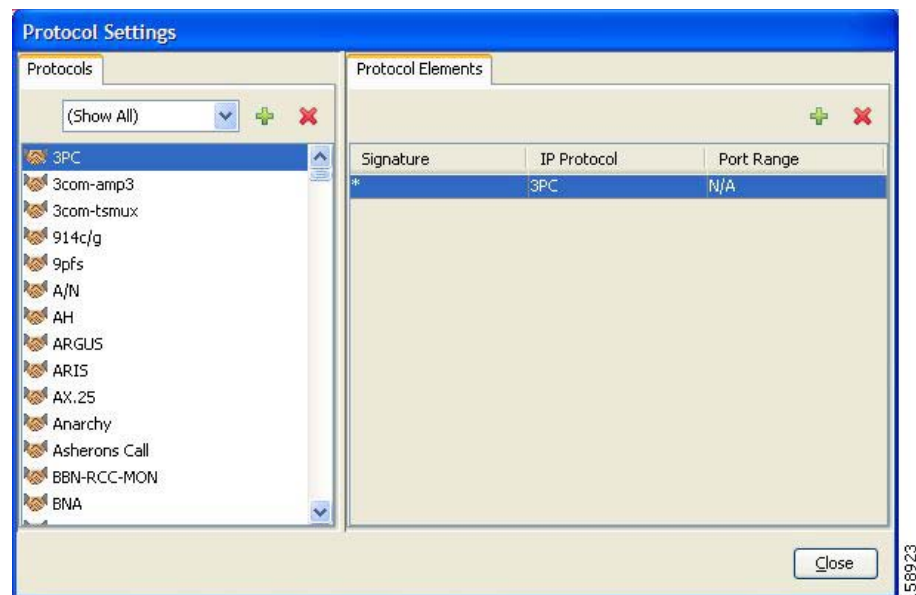 Protocol Settings
Protocols
(Show All)
3PC
3com-amp3
3com-tsmux
914c/g
9pfs
A/N
AH
ARGUS
ARIS
AX.25
Anarchy
Asherons Call
BBN-RCC-MON
BNA
Protocol Elements
Signature IP Protocol Port Range
* 3PC N/A
Close
58923